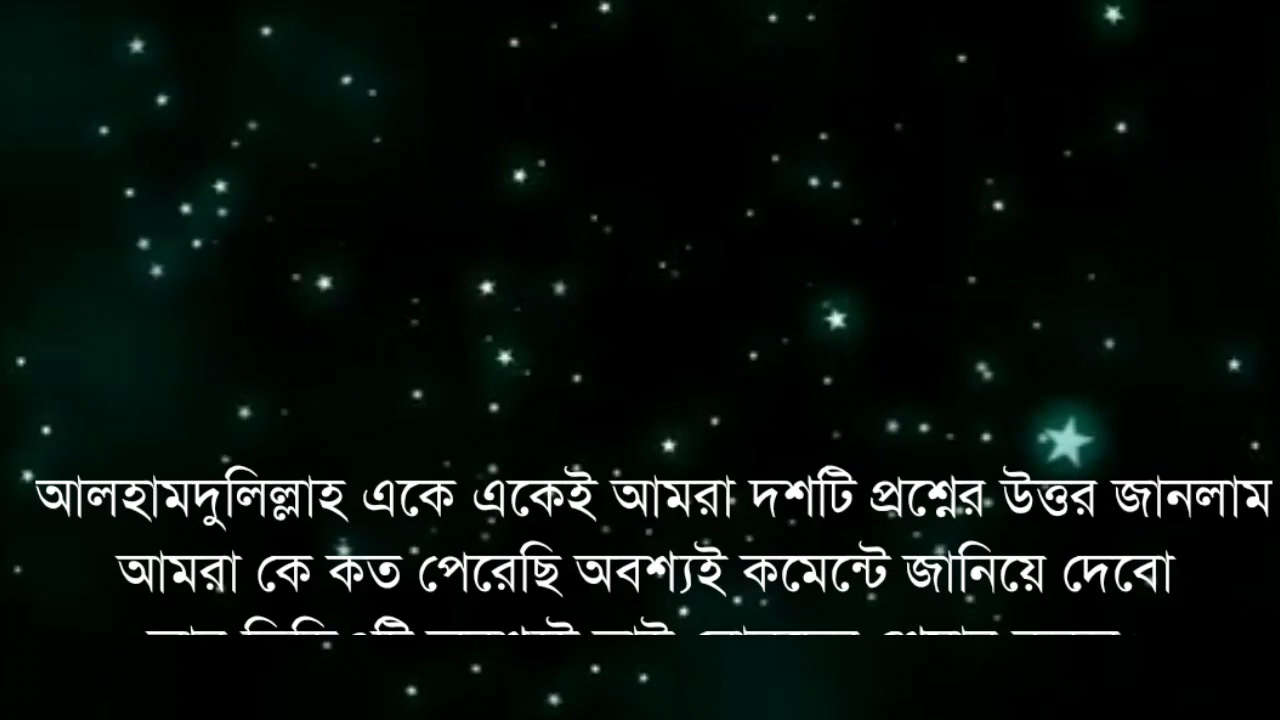 আলহামদুলিল্লাহ একে একেই আমরা দশটি প্রশ্নের উত্তর জানলাম
আমরা কে কত পেরেছি অবশ্যই কমেন্টে জানিয়ে দেবো